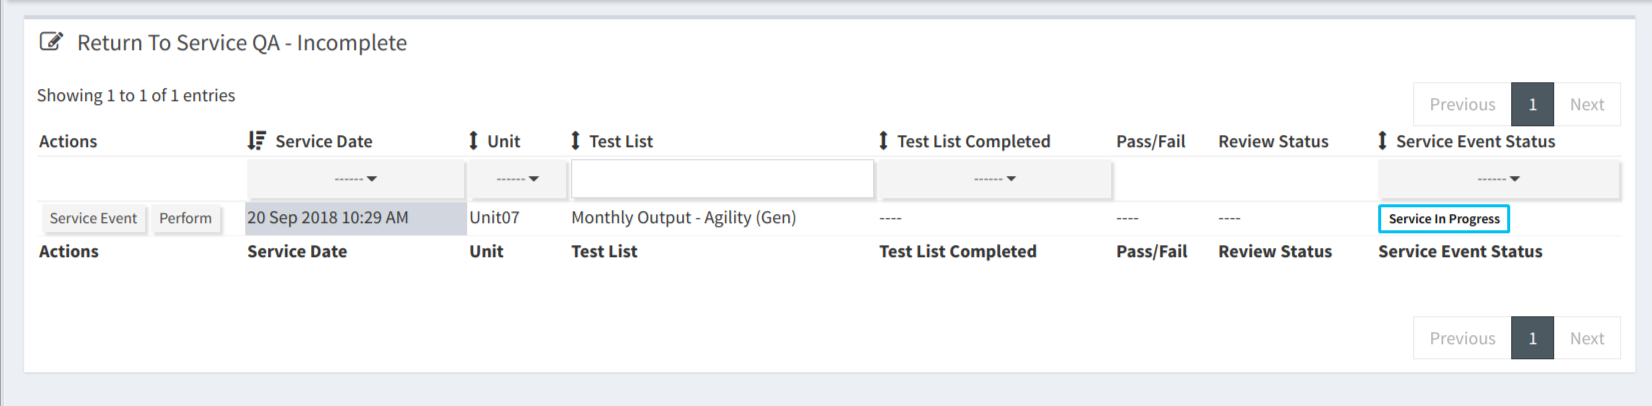 Return To Service QA - Incomplete
Showing 1 to 1 of 1 entries
Previous 1 Next
Actions Service Date Unit Test List Test List Completed Pass/Fail Review Status Service Event Status
------ ------ ------ ------
Service Event Perform 20 Sep 2018 10:29 AM Unit07 Monthly Output - Agility (Gen) ---- ---- ---- Service In Progress
Actions Service Date Unit Test List Test List Completed Pass/Fail Review Status Service Event Status
Previous 1 Next